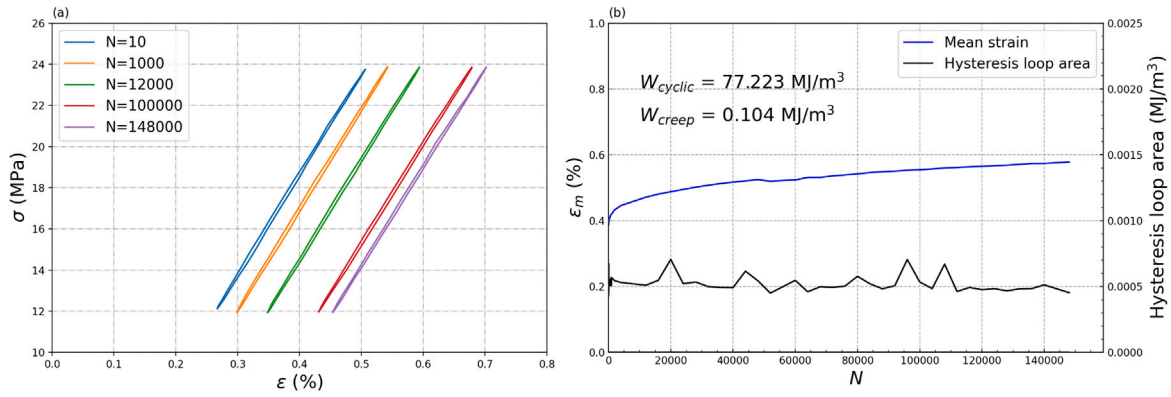 (a)
26
24
22
20
18
16
14
12
10
σ (MPa)
N=10
N=1000
N=12000
N=100000
N=148000
0.0 0.1 0.2 0.3 0.4 0.5 0.6 0.7 0.8
ε (%)
(b)
1.0
0.8
0.6
0.4
0.2
0.0
ε_m (%)
Mean strain
Hysteresis loop area
W_cyclic = 77.223 MJ/m³
W_creep = 0.104 MJ/m³
0.0025
0.0020
0.0015
0.0010
0.0005
0.0000
Hysteresis loop area (MJ/m³)
0 20000 40000 60000 80000 100000 120000 140000
N